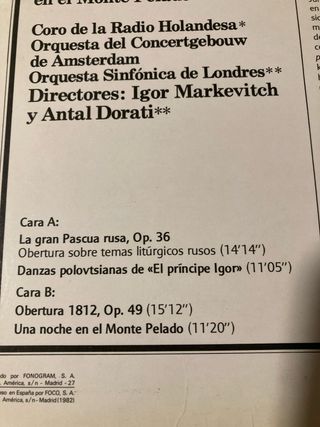 en el Monte Pelado
Coro de la Radio Holandesa*
Orquesta del Concertgebouw
de Amsterdam
Orquesta Sinfónica de Londres**
Directores: Igor Markevitch
y Antal Dorati**
Cara A:
La gran Pascua rusa, Op. 36
Obertura sobre temas litúrgicos rusos (14'14'')
Danzas polovtsianas de «El príncipe Igor» (11'05'')
Cara B:
Obertura 1812, Op. 49 (15'12'')
Una noche en el Monte Pelado (11'20'')
do por FONOGRAM, S. A.
América, s/n - Madrid - 27
so en España por FOCO, S. A.
América, s/n - Madrid (1982)